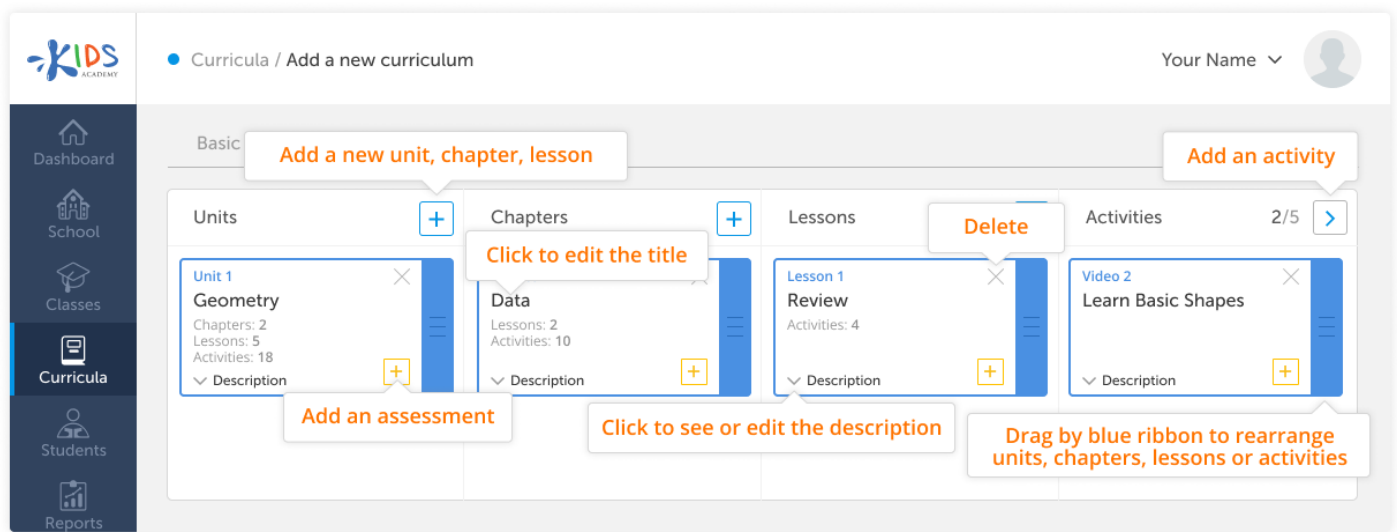 KIDS
ACADEMY
Curricula / Add a new curriculum
Your Name
Dashboard
School
Classes
Curricula
Students
Reports
Basic
Add a new unit, chapter, lesson
Add an activity
Units
Chapters
Lessons
Activities 2/5
Click to edit the title
Delete
Unit 1
Geometry
Chapters: 2
Lessons: 5
Activities: 18
Description
Data
Lessons: 2
Activities: 10
Description
Lesson 1
Review
Activities: 4
Description
Video 2
Learn Basic Shapes
Description
Add an assessment
Click to see or edit the description
Drag by blue ribbon to rearrange
units, chapters, lessons or activities